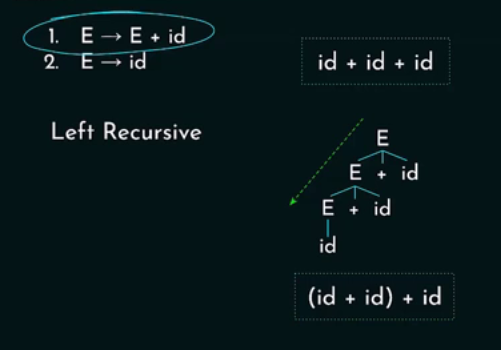 1. E → E + id
2. E → id
id + id + id
Left Recursive
E
E + id
E + id
id
(id + id) + id